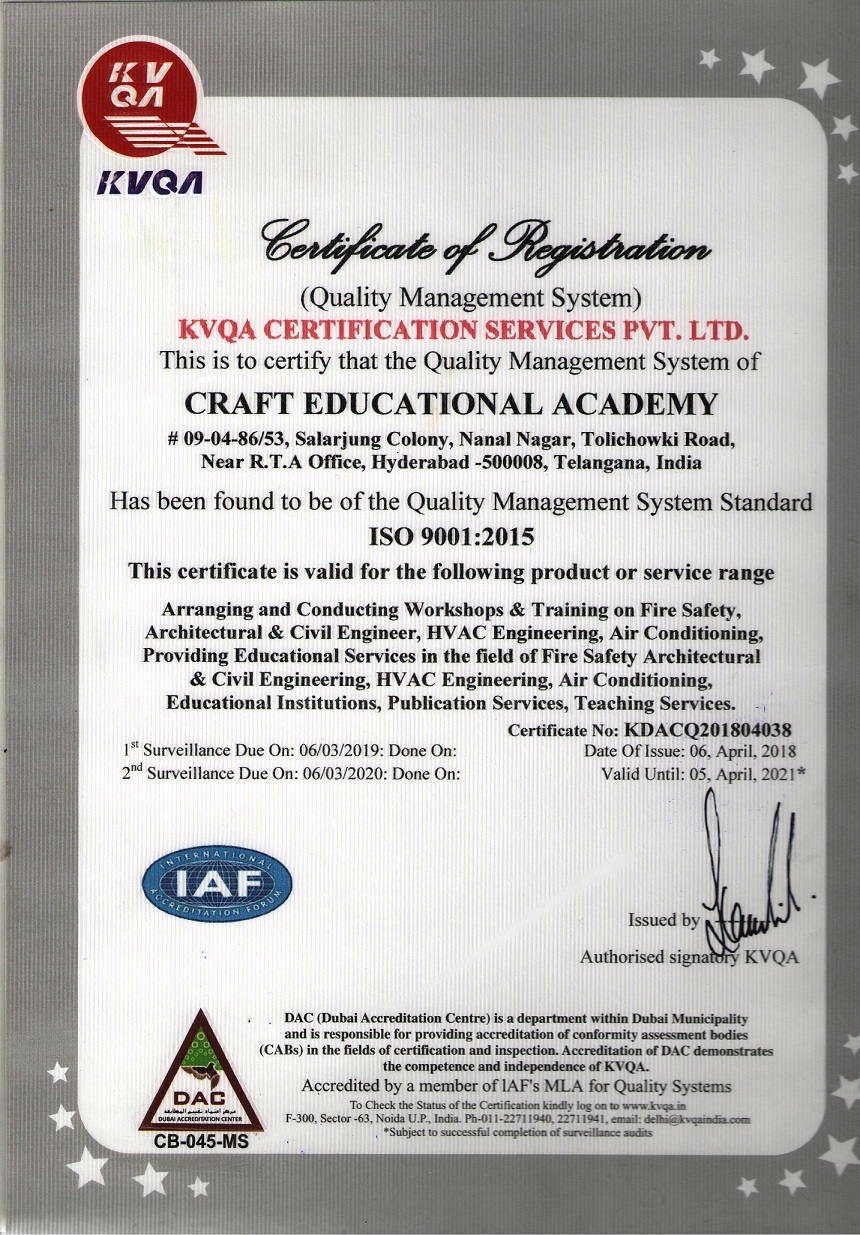 KV
QA
KVQA
Certificate of Registration
(Quality Management System)
KVQA CERTIFICATION SERVICES PVT. LTD.
This is to certify that the Quality Management System of
CRAFT EDUCATIONAL ACADEMY
# 09-04-86/53, Salarjung Colony, Nanal Nagar, Tolichowki Road,
Near R.T.A Office, Hyderabad -500008, Telangana, India
Has been found to be of the Quality Management System Standard
ISO 9001:2015
This certificate is valid for the following product or service range
Arranging and Conducting Workshops & Training on Fire Safety,
Architectural & Civil Engineer, HVAC Engineering, Air Conditioning,
Providing Educational Services in the field of Fire Safety Architectural
& Civil Engineering, HVAC Engineering, Air Conditioning,
Educational Institutions, Publication Services, Teaching Services.
Certificate No: KDACQ201804038
1st Surveillance Due On: 06/03/2019: Done On: Date Of Issue: 06, April, 2018
2nd Surveillance Due On: 06/03/2020: Done On: Valid Until: 05, April, 2021*
INTERNATIONAL
IAF
ACCREDITATION FORUM
Issued by
Authorised signatory KVQA
DAC (Dubai Accreditation Centre) is a department within Dubai Municipality
and is responsible for providing accreditation of conformity assessment bodies
(CABs) in the fields of certification and inspection. Accreditation of DAC demonstrates
the competence and independence of KVQA.
Accredited by a member of IAF's MLA for Quality Systems
To Check the Status of the Certification kindly log on to www.kvqa.in
F-300, Sector -63, Noida U.P., India. Ph-011-22711940, 22711941, email: delhi@kvqaindia.com
*Subject to successful completion of surveillance audits
DAC
DUBAI ACCREDITATION CENTER
CB-045-MS